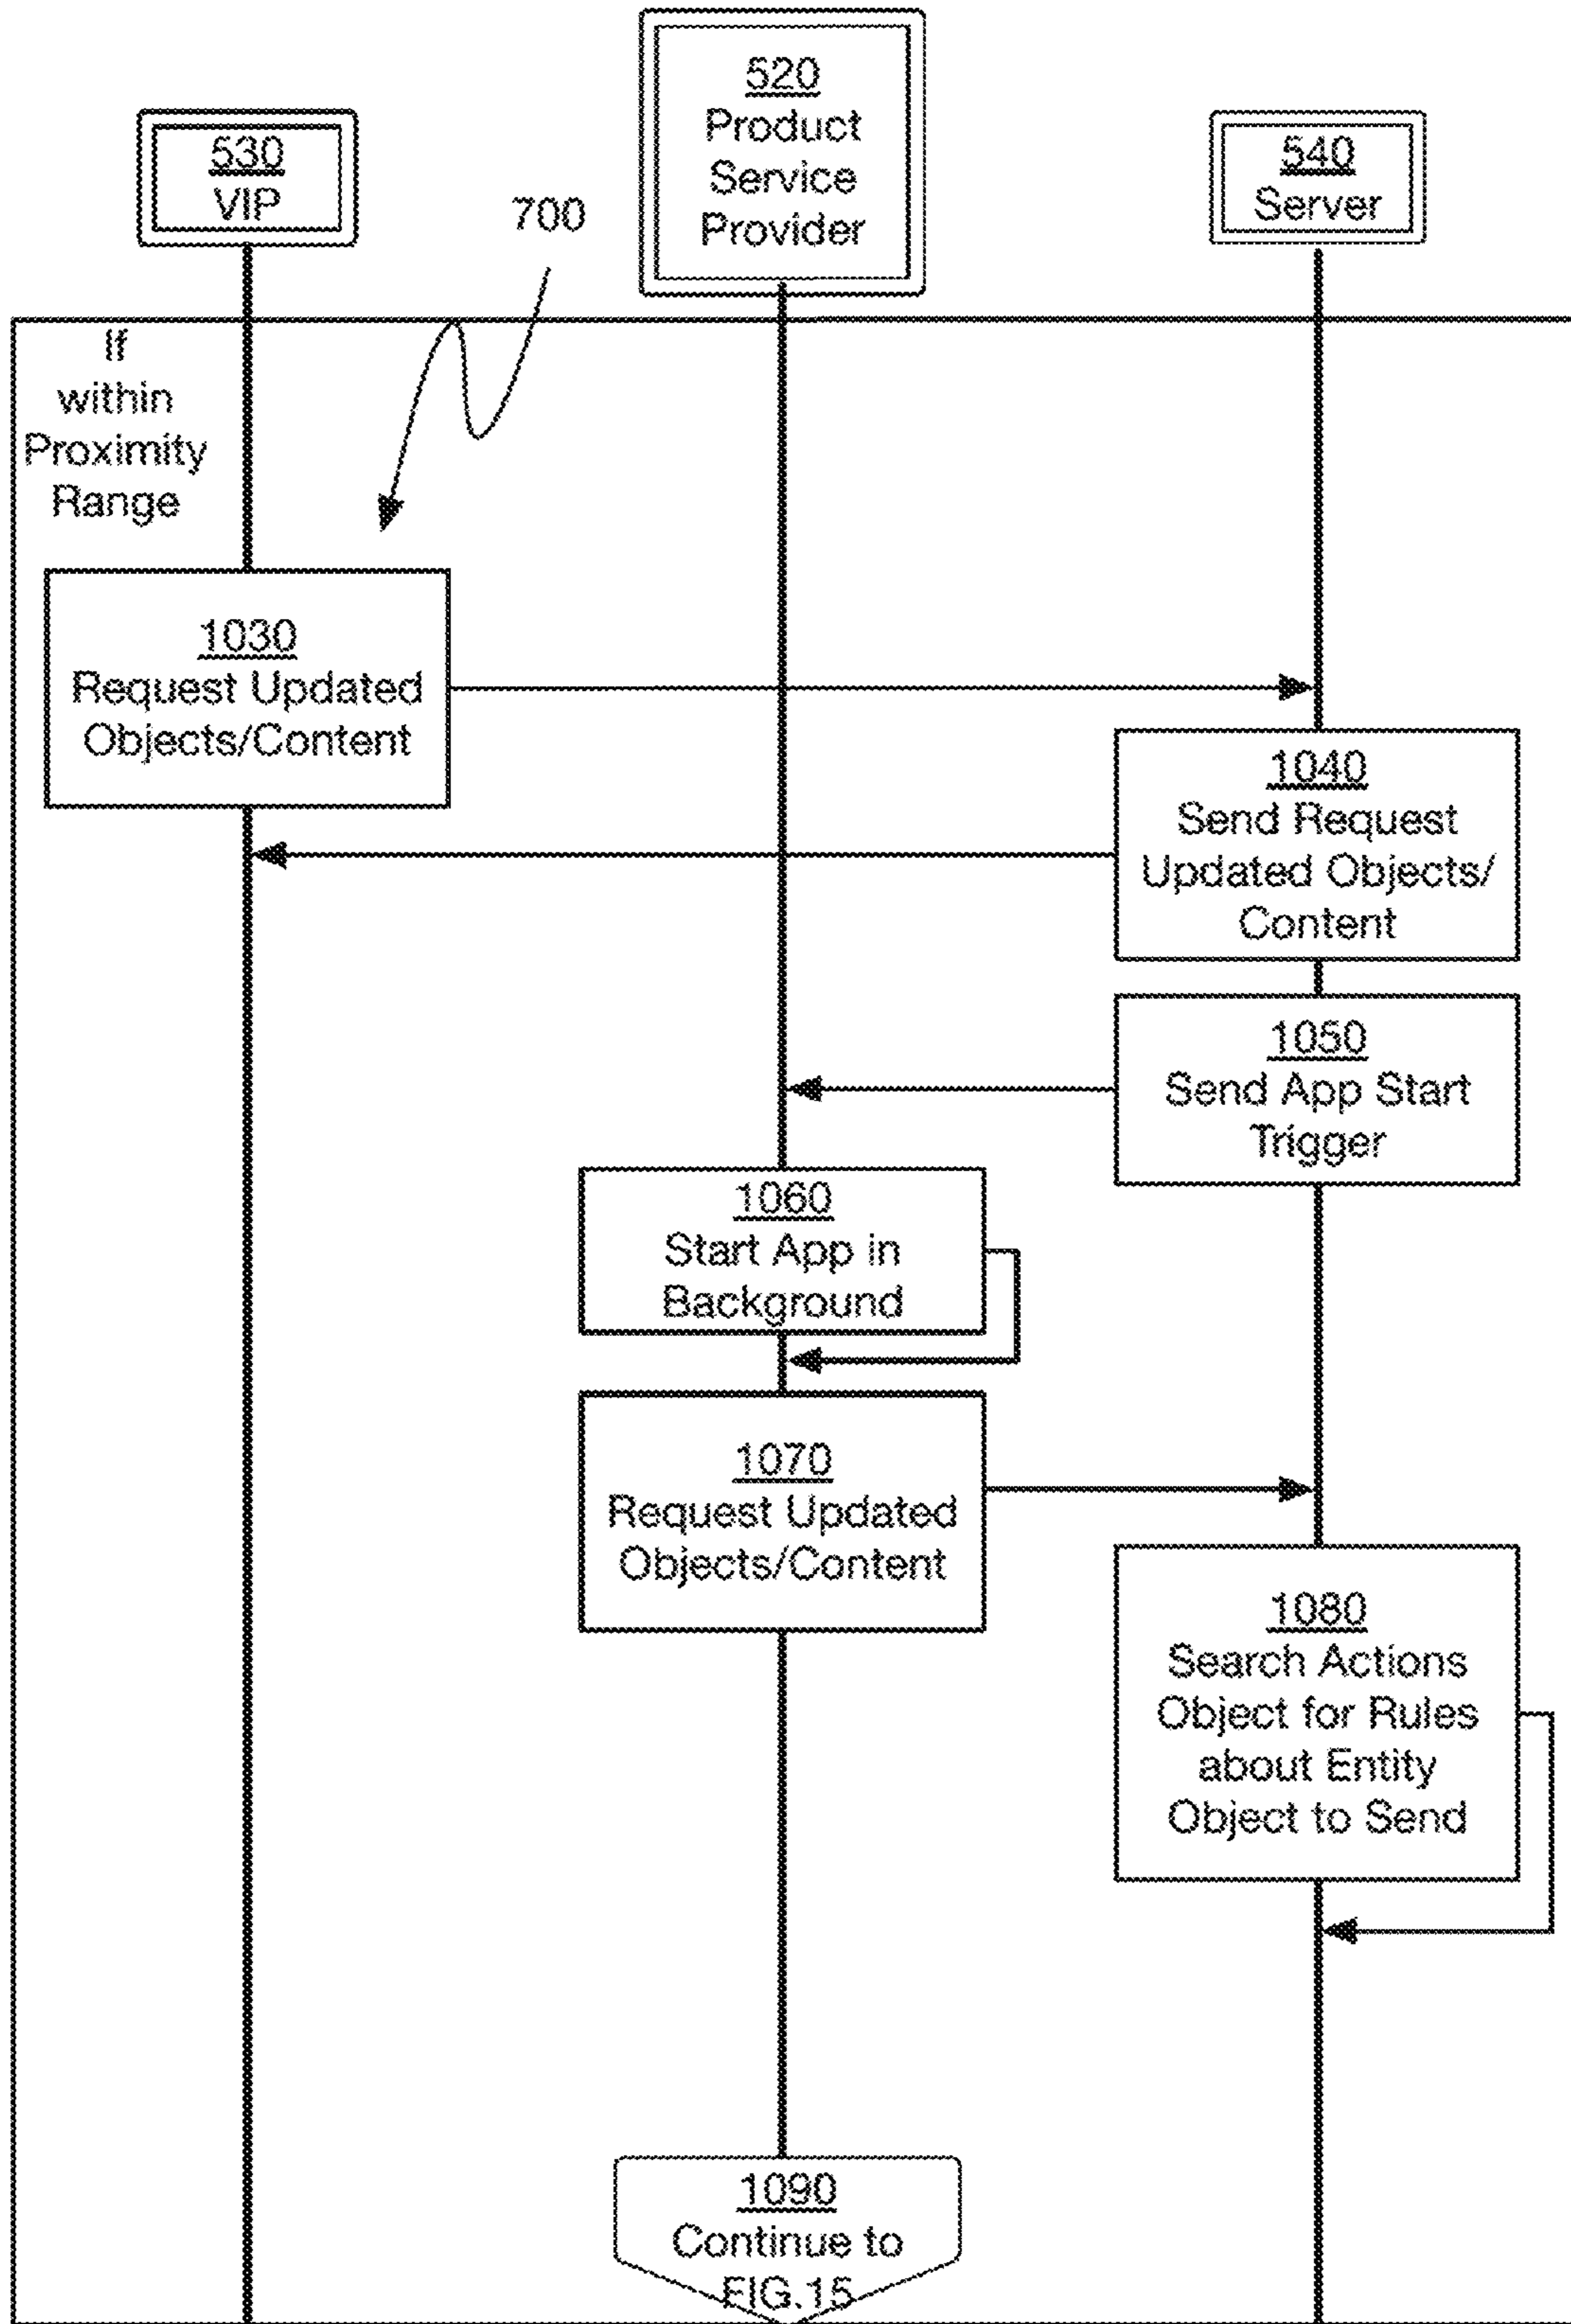 520
Product
Service
Provider
530
VIP
540
Server
700
If
within
Proximity
Range
1030
Request Updated
Objects/Content
1040
Send Request
Updated Objects/
Content
1050
Send App Start
Trigger
1060
Start App in
Background
1070
Request Updated
Objects/Content
1080
Search Actions
Object for Rules
about Entity
Object to Send
1090
Continue to
FIG.15